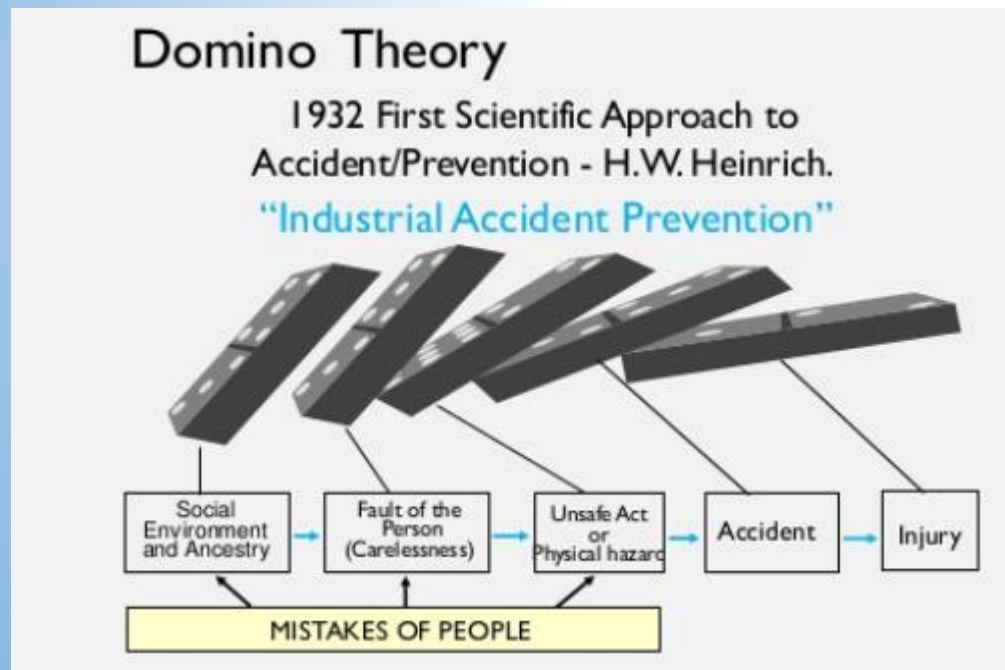 Domino Theory
1932 First Scientific Approach to
Accident/Prevention - H.W. Heinrich.
“Industrial Accident Prevention”
Social
Environment
and Ancestry
Fault of the
Person
(Carelessness)
Unsafe Act
or
Physical hazard
Accident
Injury
MISTAKES OF PEOPLE